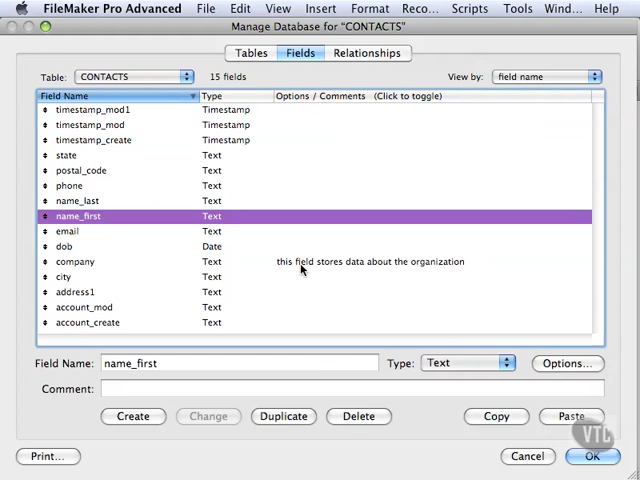 FileMaker Pro Advanced File Edit View Insert Format Reco... Scripts Tools Wind... Help
Manage Database for “CONTACTS”
Tables Fields Relationships
Table: CONTACTS 15 fields View by: field name
Field Name Type Options / Comments (Click to toggle)
timestamp_mod1 Timestamp
timestamp_mod Timestamp
timestamp_create Timestamp
state Text
postal_code Text
phone Text
name_last Text
name_first Text
email Text
dob Date
company Text this field stores data about the organization
city Text
address1 Text
account_mod Text
account_create Text
Field Name: name_first Type: Text Options...
Comment:
Create Change Duplicate Delete Copy Paste
VTC
Print... Cancel OK